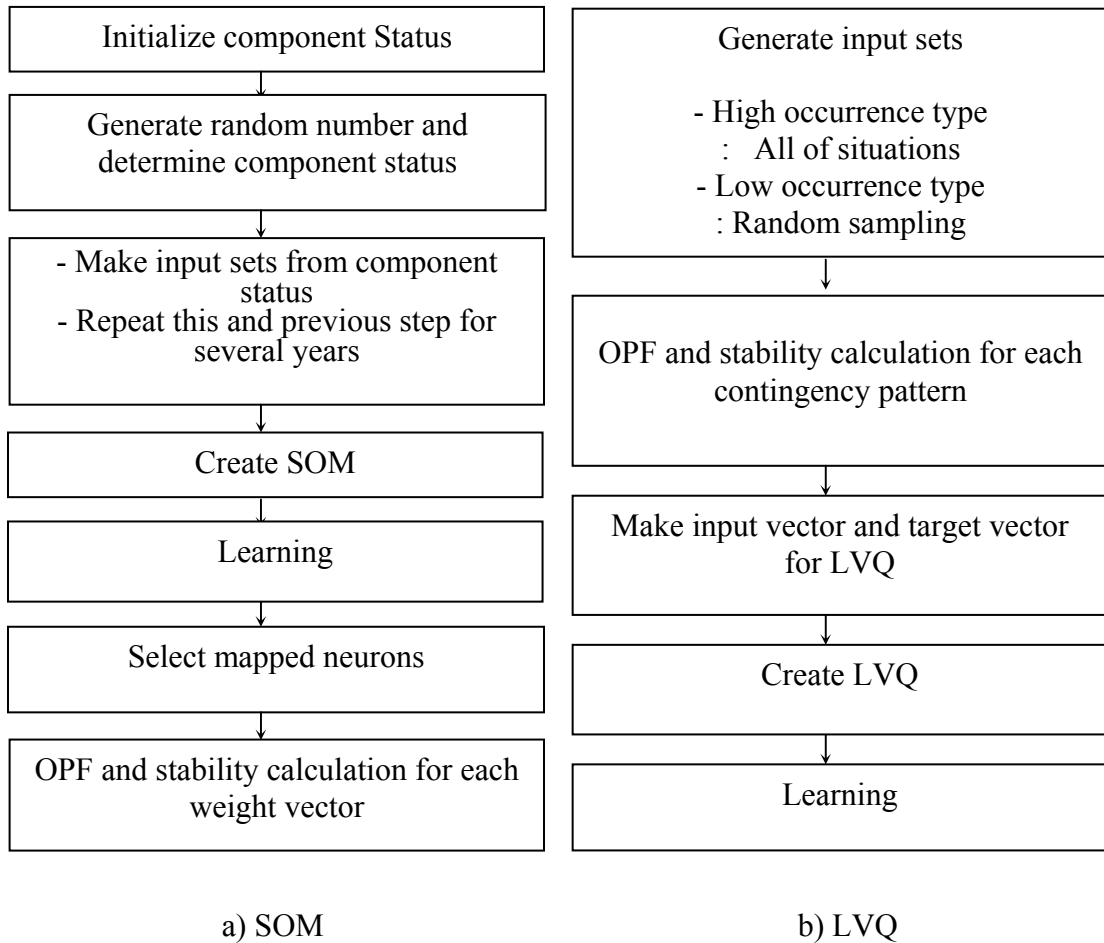 Initialize component Status
Generate random number and
determine component status
- Make input sets from component
status
- Repeat this and previous step for
several years
Create SOM
Learning
Select mapped neurons
OPF and stability calculation for each
weight vector
a) SOM
Generate input sets
- High occurrence type
: All of situations
- Low occurrence type
: Random sampling
OPF and stability calculation for each
contingency pattern
Make input vector and target vector
for LVQ
Create LVQ
Learning
b) LVQ